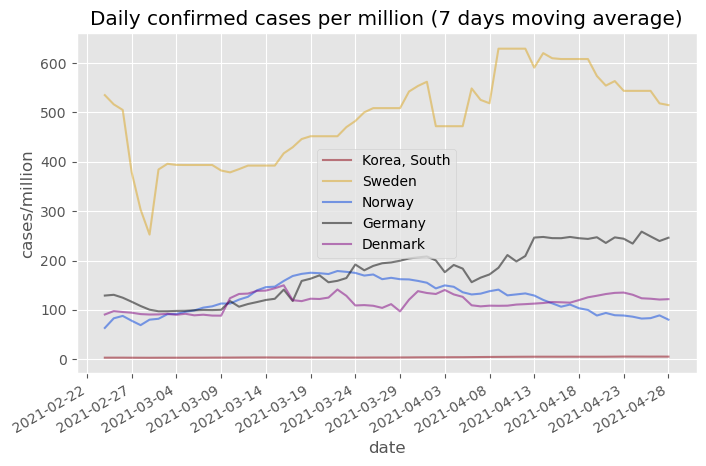 Daily confirmed cases per million (7 days moving average)
600
500
400
300
200
100
0
cases/million
Korea, South
Sweden
Norway
Germany
Denmark
2021-02-22
2021-02-27
2021-03-04
2021-03-09
2021-03-14
2021-03-19
2021-03-24
2021-03-29
2021-04-03
2021-04-08
2021-04-13
2021-04-18
2021-04-23
2021-04-28
date